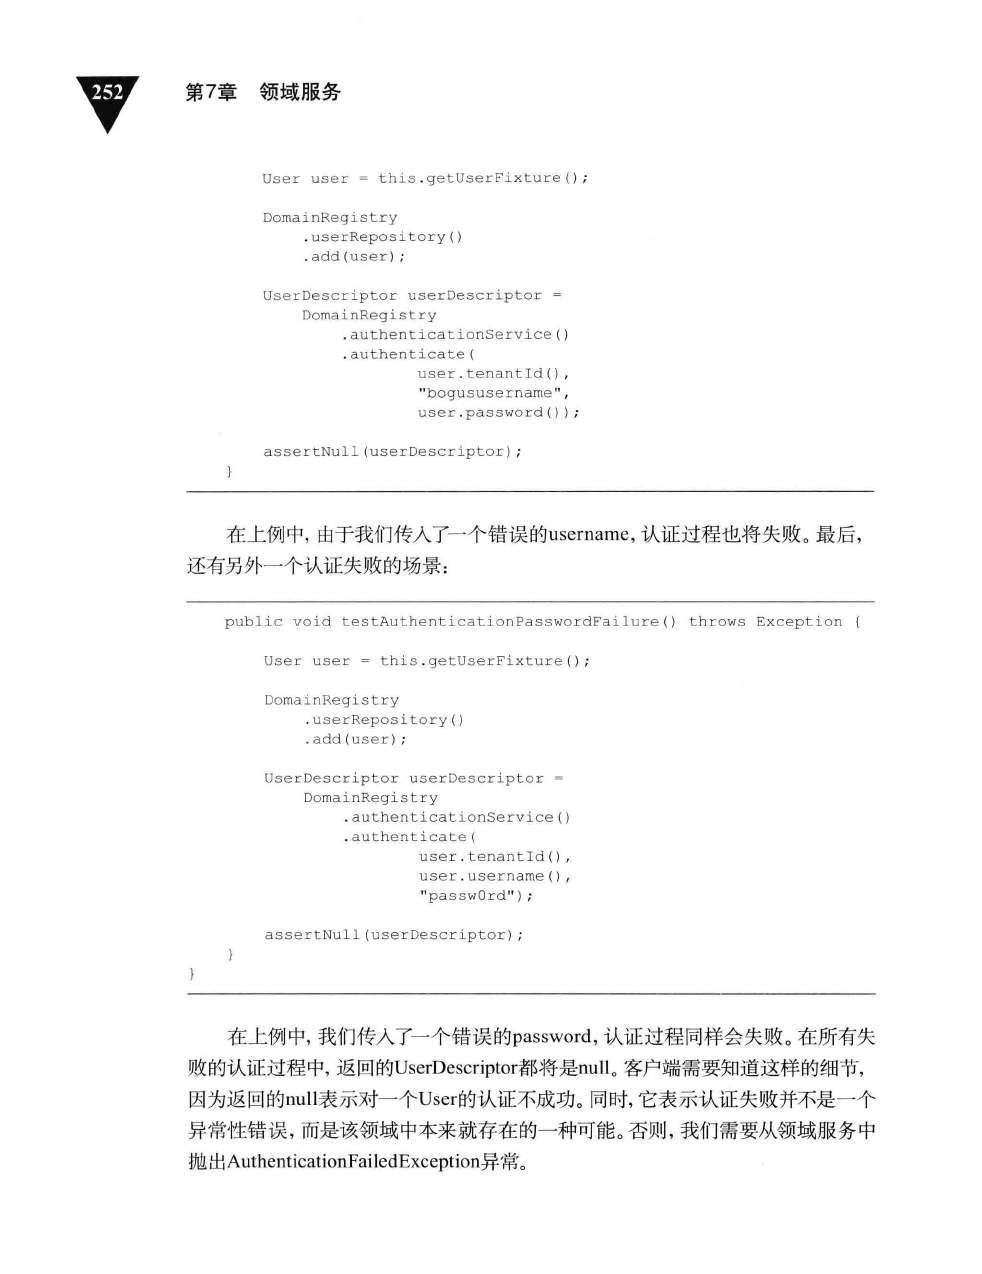 252 第7章 领域服务
User user = this.getUserFixture();
DomainRegistry
.userRepository()
.add(user);
UserDescriptor userDescriptor =
DomainRegistry
.authenticationService()
.authenticate(
user.tenantId(),
"bogususername",
user.password());
assertNull(userDescriptor);
}
在上例中,由于我们传入了一个错误的username,认证过程也将失败。最后,
还有另外一个认证失败的场景:
public void testAuthenticationPasswordFailure() throws Exception {
User user = this.getUserFixture();
DomainRegistry
.userRepository()
.add(user);
UserDescriptor userDescriptor =
DomainRegistry
.authenticationService()
.authenticate(
user.tenantId(),
user.username(),
"passw0rd");
assertNull(userDescriptor);
}
}
在上例中,我们传入了一个错误的password,认证过程同样会失败。在所有失
败的认证过程中,返回的UserDescriptor都将是null。客户端需要知道这样的细节,
因为返回的null表示对一个User的认证不成功。同时,它表示认证失败并不是一个
异常性错误,而是该领域中本来就存在的一种可能。否则,我们需要从领域服务中
抛出AuthenticationFailedException异常。